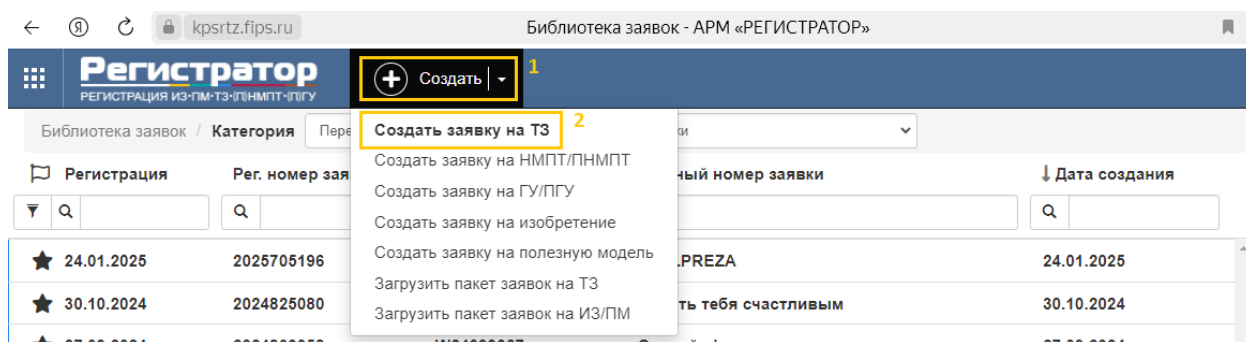 kpsrtz.fips.ru Библиотека заявок - АРМ «РЕГИСТРАТОР»
Регистратор
РЕГИСТРАЦИЯ ИЗ•ПМ•ТЗ•(П)НМПТ•(П)ГУ
Создать
1
Библиотека заявок / Категория
Создать заявку на ТЗ
2
Создать заявку на НМПТ/ПНМПТ
Регистрация Рег. номер номер заявки Дата создания
Создать заявку на ГУ/ПГУ
Создать заявку на изобретение
Создать заявку на полезную модель
24.01.2025 2025705196 PREZA 24.01.2025
Загрузить пакет заявок на ТЗ
30.10.2024 2024825080 тебя счастливым 30.10.2024
Загрузить пакет заявок на ИЗ/ПМ